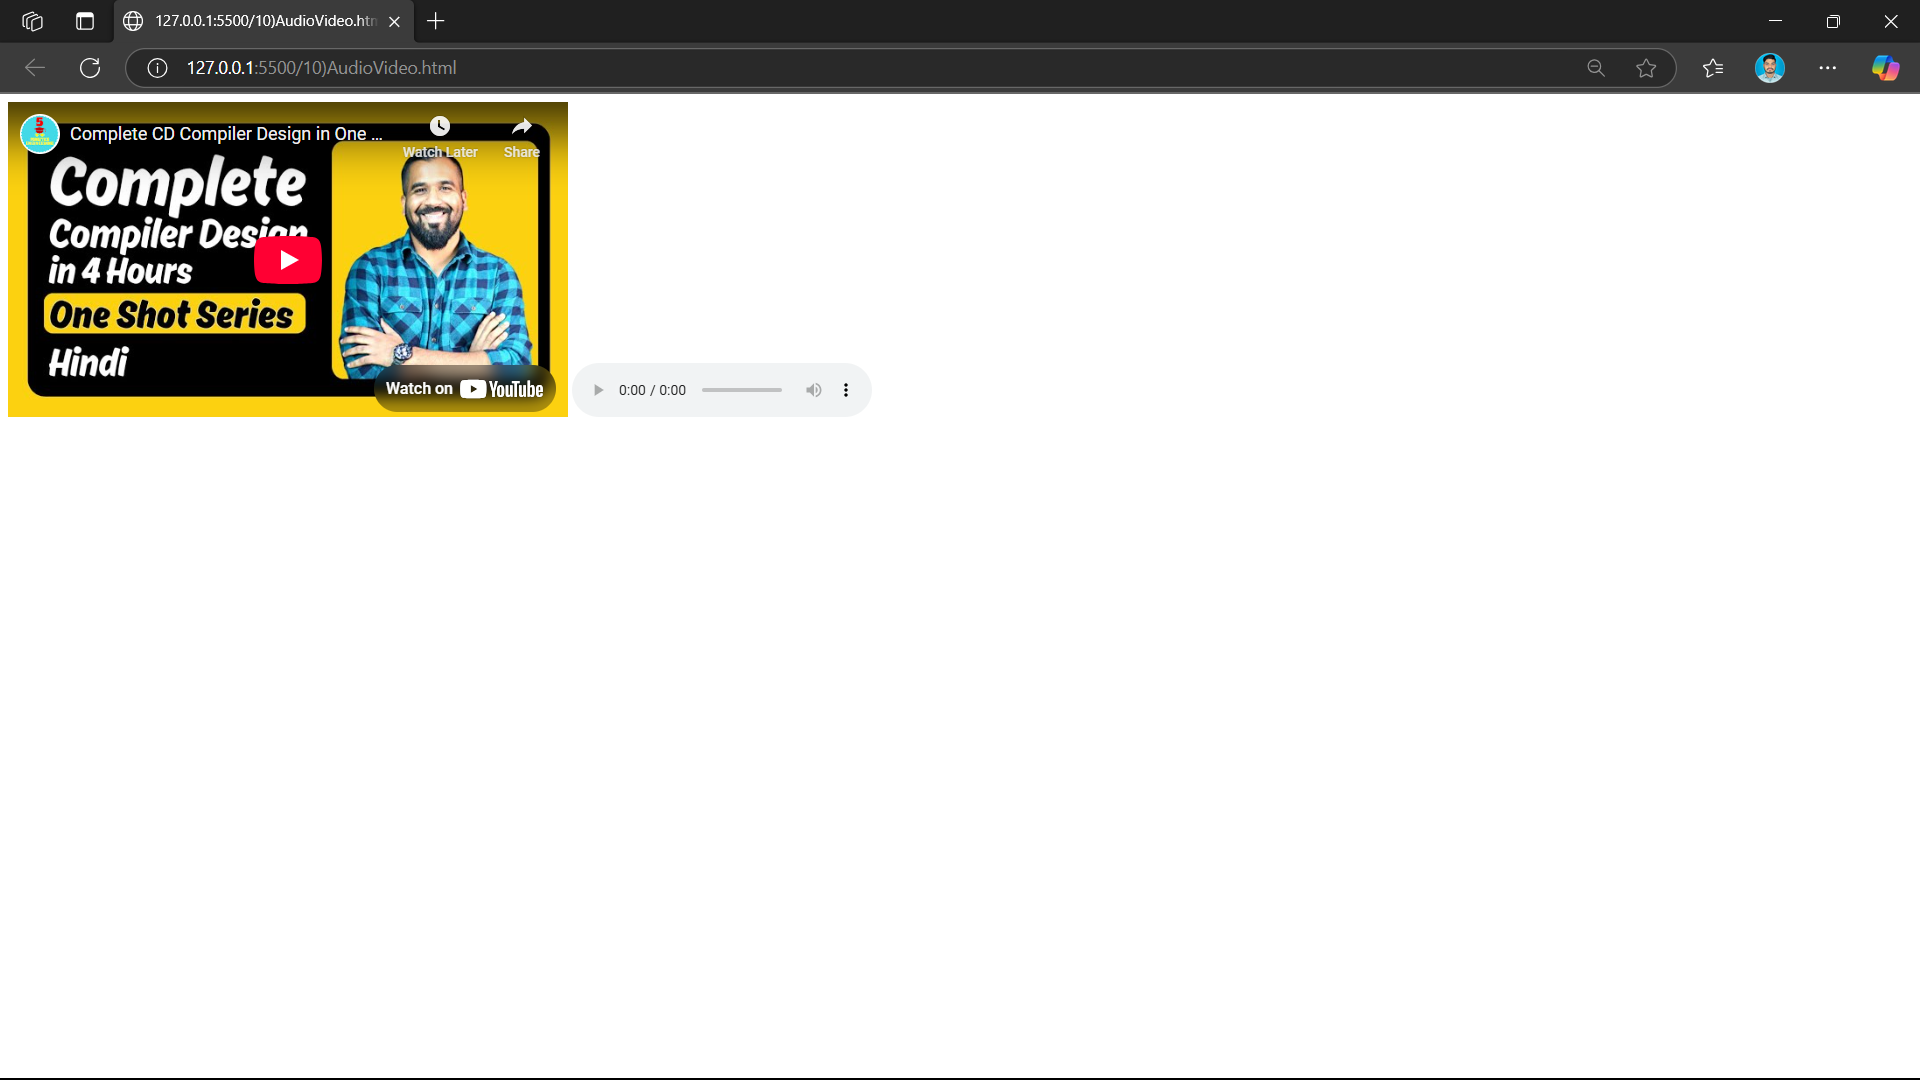 127.0.0.1:5500/10)AudioVideo.htm
127.0.0.1:5500/10)AudioVideo.html
5
Complete CD Compiler Design in One ...
Watch Later
Share
Complete
Compiler Design
in 4 Hours
One Shot Series
Hindi
Watch on YouTube
0:00 / 0:00